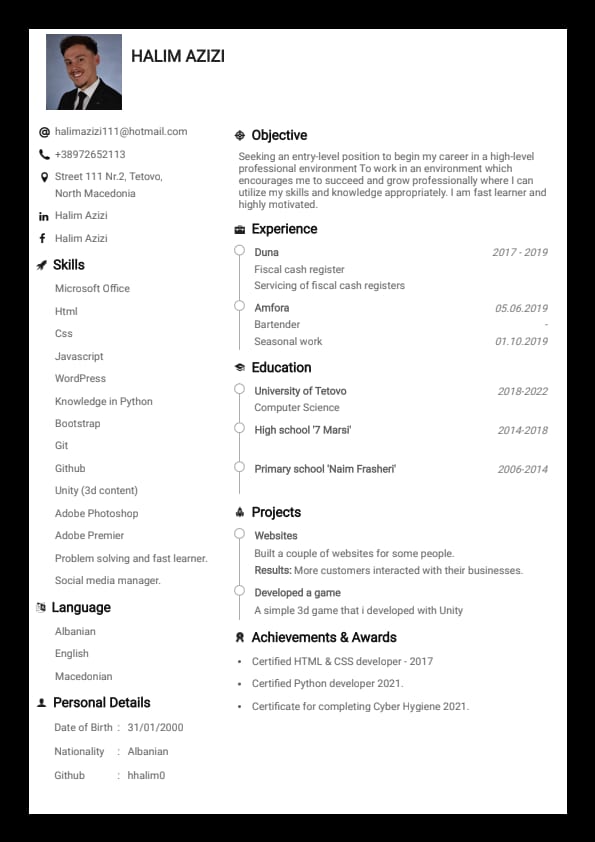 HALIM AZIZI
halimazizi111@hotmail.com
+38972652113
Street 111 Nr.2, Tetovo,
North Macedonia
Halim Azizi
Halim Azizi
Skills
Microsoft Office
Html
Css
Javascript
WordPress
Knowledge in Python
Bootstrap
Git
Github
Unity (3d content)
Adobe Photoshop
Adobe Premier
Problem solving and fast learner.
Social media manager.
Language
Albanian
English
Macedonian
Personal Details
Date of Birth : 31/01/2000
Nationality : Albanian
Github : hhalim0
Objective
Seeking an entry-level position to begin my career in a high-level
professional environment To work in an environment which
encourages me to succeed and grow professionally where I can
utilize my skills and knowledge appropriately. I am fast learner and
highly motivated.
Experience
Duna 2017 - 2019
Fiscal cash register
Servicing of fiscal cash registers
Amfora 05.06.2019
Bartender -
Seasonal work 01.10.2019
Education
University of Tetovo 2018-2022
Computer Science
High school '7 Marsi' 2014-2018
Primary school 'Naim Frasheri' 2006-2014
Projects
Websites
Built a couple of websites for some people.
Results: More customers interacted with their businesses.
Developed a game
A simple 3d game that i developed with Unity
Achievements & Awards
• Certified HTML & CSS developer - 2017
• Certified Python developer 2021.
• Certificate for completing Cyber Hygiene 2021.